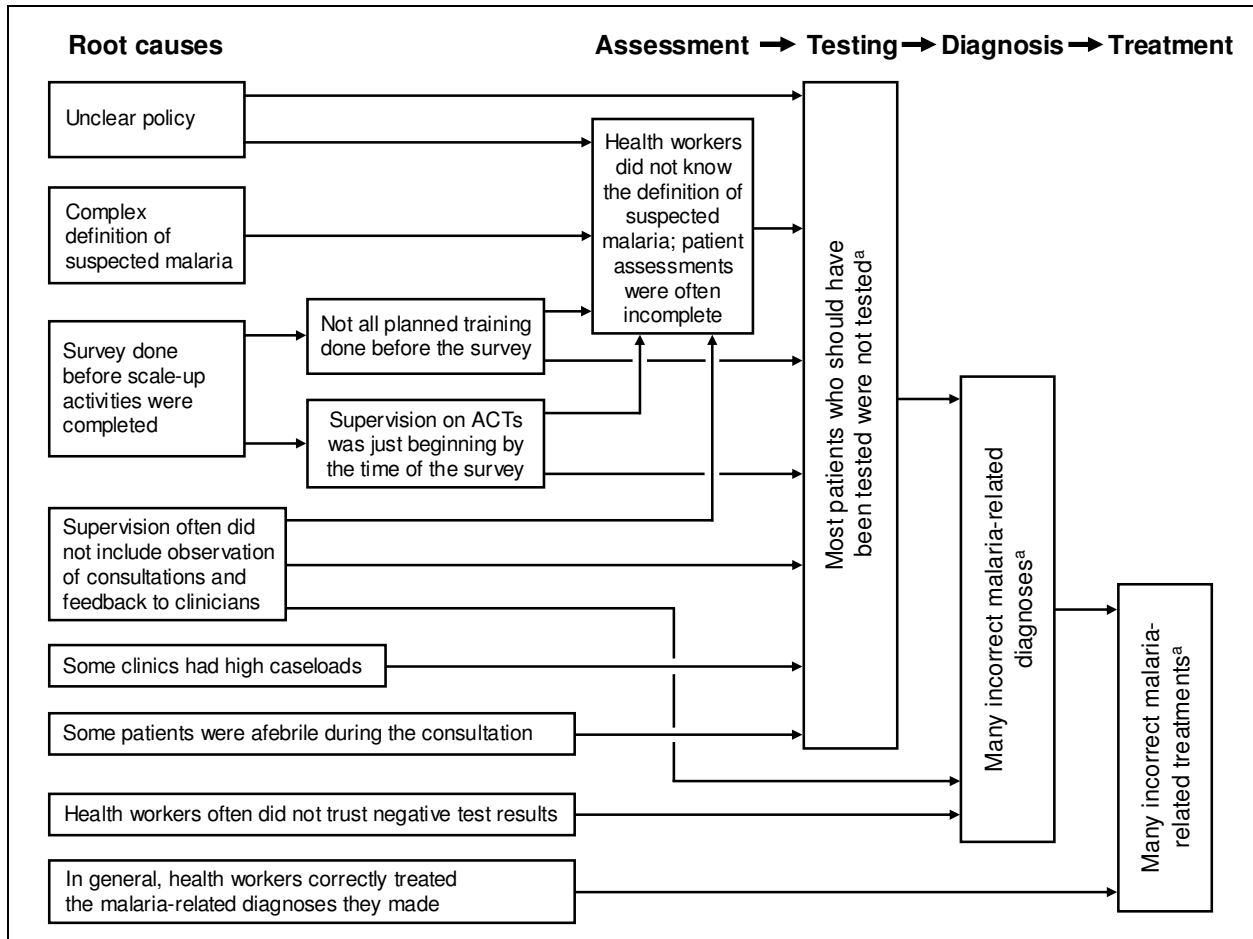 Root causes
Assessment → Testing → Diagnosis → Treatment
Unclear policy
Health workers
did not know
the definition of
suspected
malaria; patient
assessments
were often
incomplete
Complex
definition of
suspected malaria
Survey done
before scale-up
activities were
completed
Not all planned training
done before the survey
Supervision on ACTs
was just beginning by
the time of the survey
Supervision often did
not include observation
of consultations and
feedback to clinicians
Some clinics had high caseloads
Some patients were afebrile during the consultation
Health workers often did not trust negative test results
In general, health workers correctly treated
the malaria-related diagnoses they made
Most patients who should have
been tested were not testedᵃ
Many incorrect malaria-related
diagnosesᵃ
Many incorrect malaria-
related treatmentsᵃ